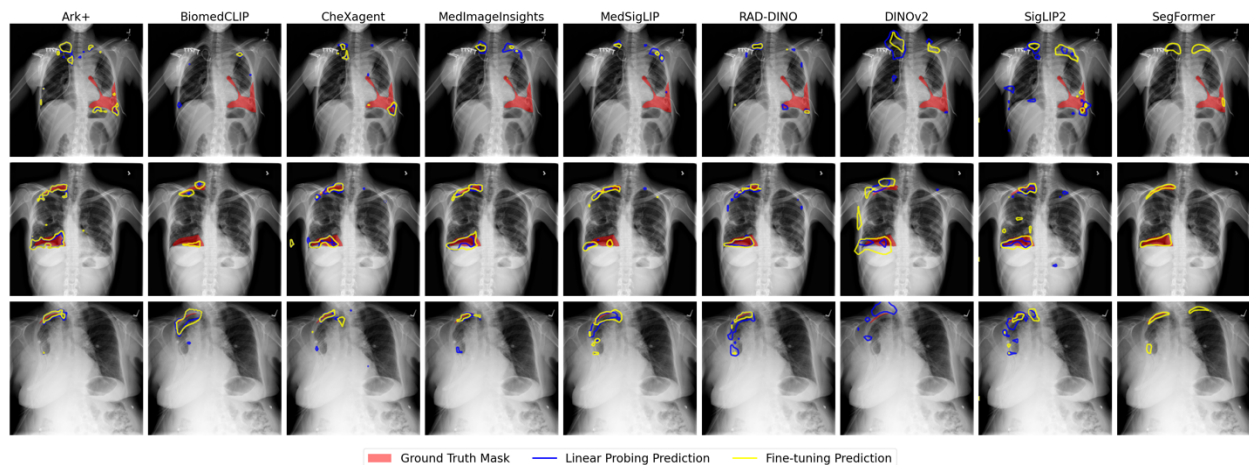 Ark+ BiomedCLIP CheXagent MedImageInsights MedSigLIP RAD-DINO DINOv2 SigLIP2 SegFormer
Ground Truth Mask Linear Probing Prediction Fine-tuning Prediction